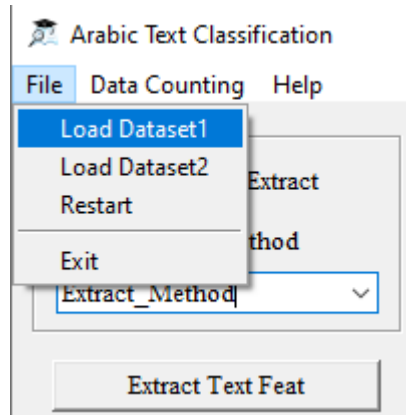 Arabic Text Classification
File Data Counting Help
Load Dataset1
Load Dataset2
Extract
Restart
thod
Exit
Extract_Method
Extract Text Feat